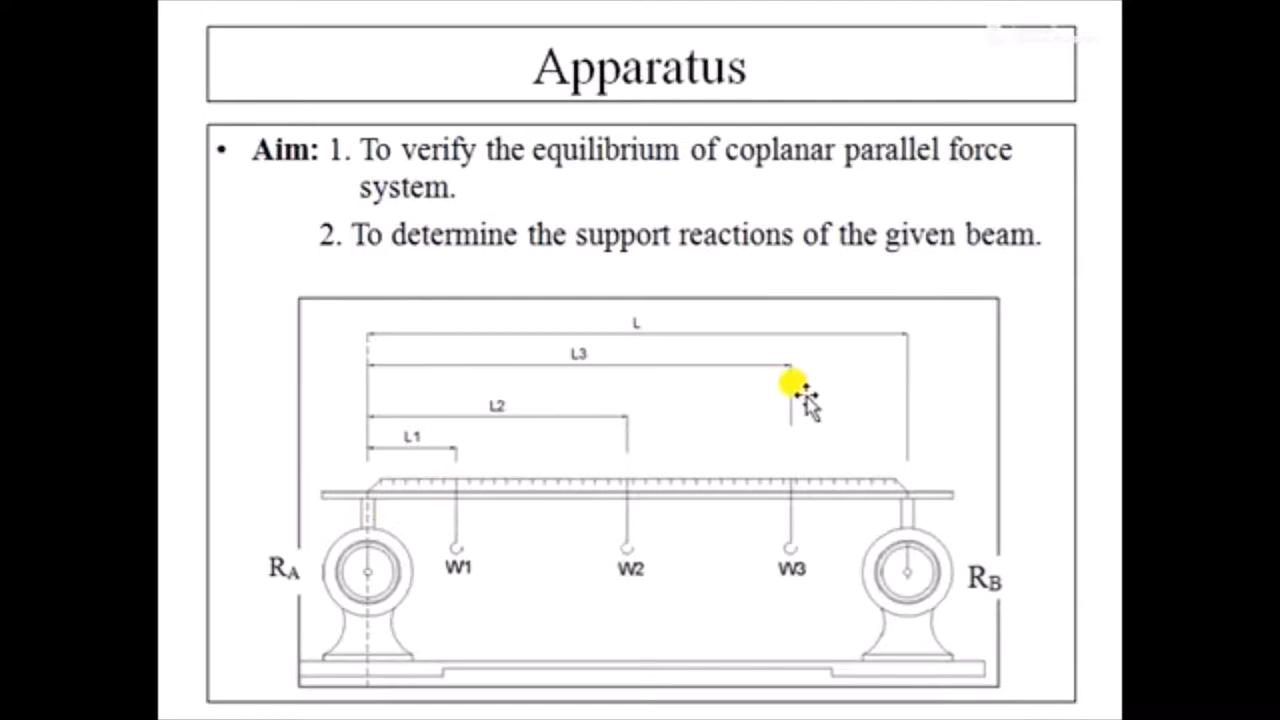 Apparatus
• Aim: 1. To verify the equilibrium of coplanar parallel force
system.
2. To determine the support reactions of the given beam.
L
L3
L2
L1
RA
W1
W2
W3
RB